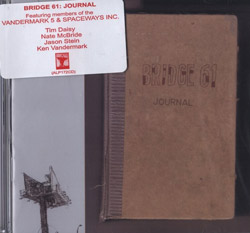 BRIDGE 61: JOURNAL
Featuring members of the
VANDERMARK 5 & SPACEWAYS INC.
Tim Daisy
Nate McBride
Jason Stein
Ken Vandermark
(ALP172CD)
BRIDGE 61
JOURNAL